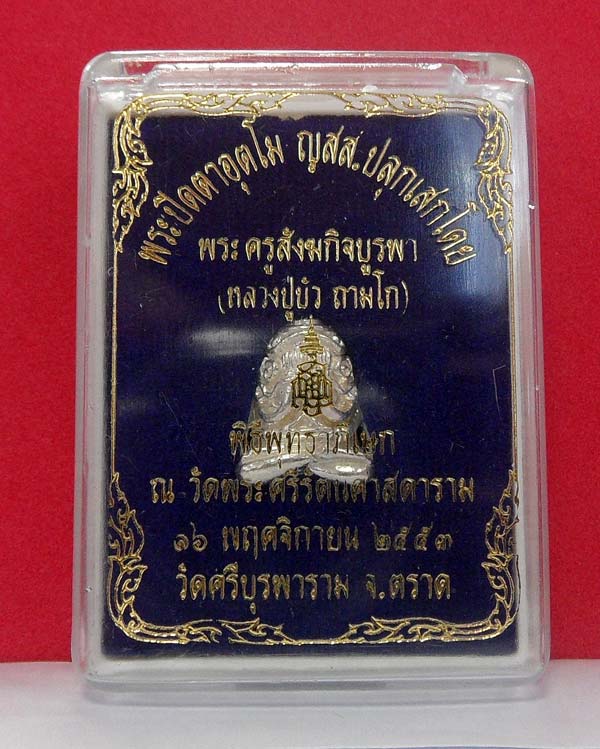 พระปิดตาอุตฺโม ญสส.ปลุกเสกโดย
พระ ครูสังฆกิจบูรพา
(หลวงปู่บัว ถามโก)
พิธีพุทธาภิเษก
ณ วัดพระศรีรัตนศาสดาราม
๑๖ พฤศจิกายน ๒๕๕๓
วัดศรีบูรพาราม จ.ตราด